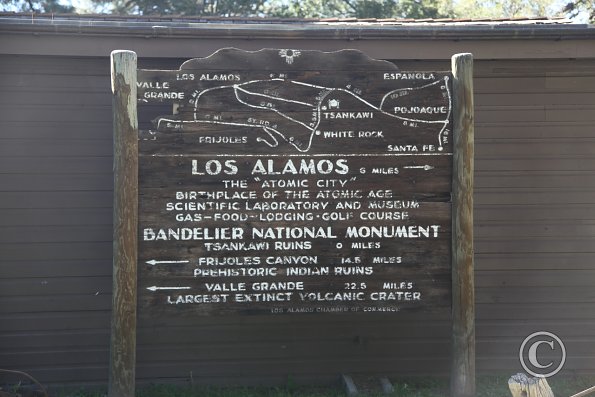 LOS ALAMOS
ESPANOLA
VALLE
GRANDE
POJOAQUE
TSANKAWI
WHITE ROCK
FRIJOLES
SANTA FE
LOS ALAMOS 6 MILES
THE "ATOMIC CITY"
BIRTHPLACE OF THE ATOMIC AGE
SCIENTIFIC LABORATORY AND MUSEUM
GAS-FOOD-LODGING-GOLF COURSE
BANDELIER NATIONAL MONUMENT
TSANKAWI RUINS 0 MILES
FRIJOLES CANYON 14.5 MILES
PREHISTORIC INDIAN RUINS
VALLE GRANDE 22.5 MILES
LARGEST EXTINCT VOLCANIC CRATER
LOS ALAMOS CHAMBER OF COMMERCE
©